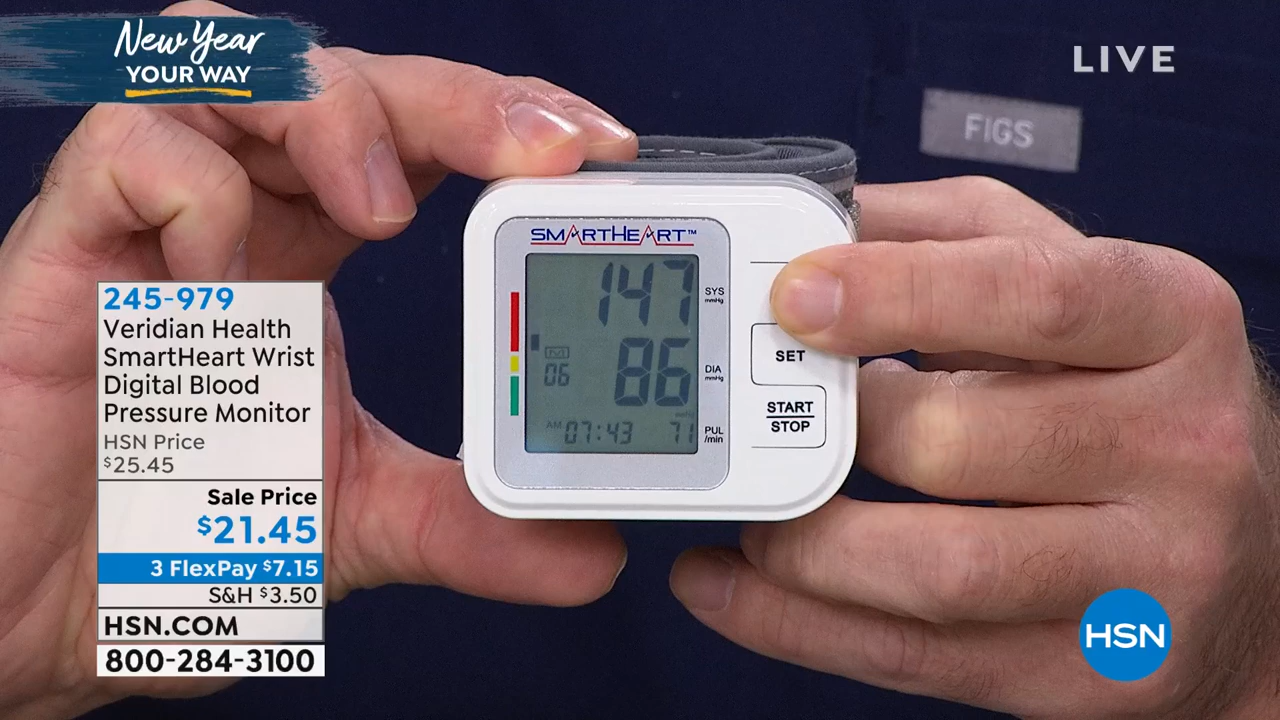 New Year
YOUR WAY
LIVE
FIGS
245-979
Veridian Health
SmartHeart Wrist
Digital Blood
Pressure Monitor
HSN Price
$25.45
Sale Price
$21.45
3 FlexPay $7.15
S&H $3.50
HSN.COM
800-284-3100
SMARTHEART™
147 SYS
mmHg
86 DIA
mmHg
06
AM 07:43 71 PUL
/min
SET
START
STOP
HSN